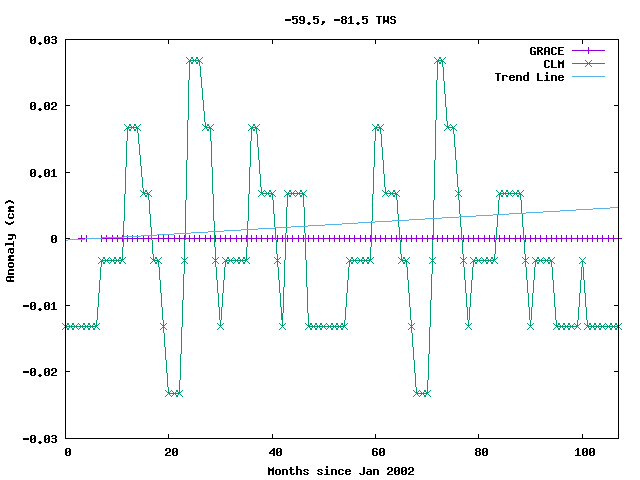 -59.5, -81.5 TWS
0.03
0.02
0.01
0
-0.01
-0.02
-0.03
Anomaly (cm)
GRACE
CLM
Trend Line
0 20 40 60 80 100
Months since Jan 2002